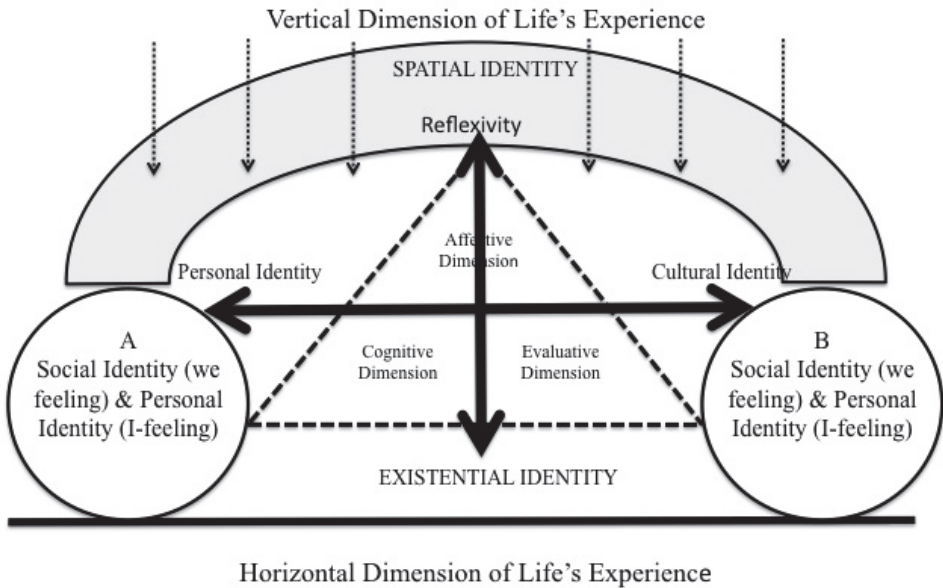 Vertical Dimension of Life's Experience
SPATIAL IDENTITY
Reflexivity
Affective
Dimension
Personal Identity
Cultural Identity
A
Social Identity (we
feeling) & Personal
Identity (I-feeling)
Cognitive
Dimension
Evaluative
Dimension
B
Social Identity (we
feeling) & Personal
Identity (I-feeling)
EXISTENTIAL IDENTITY
Horizontal Dimension of Life's Experience